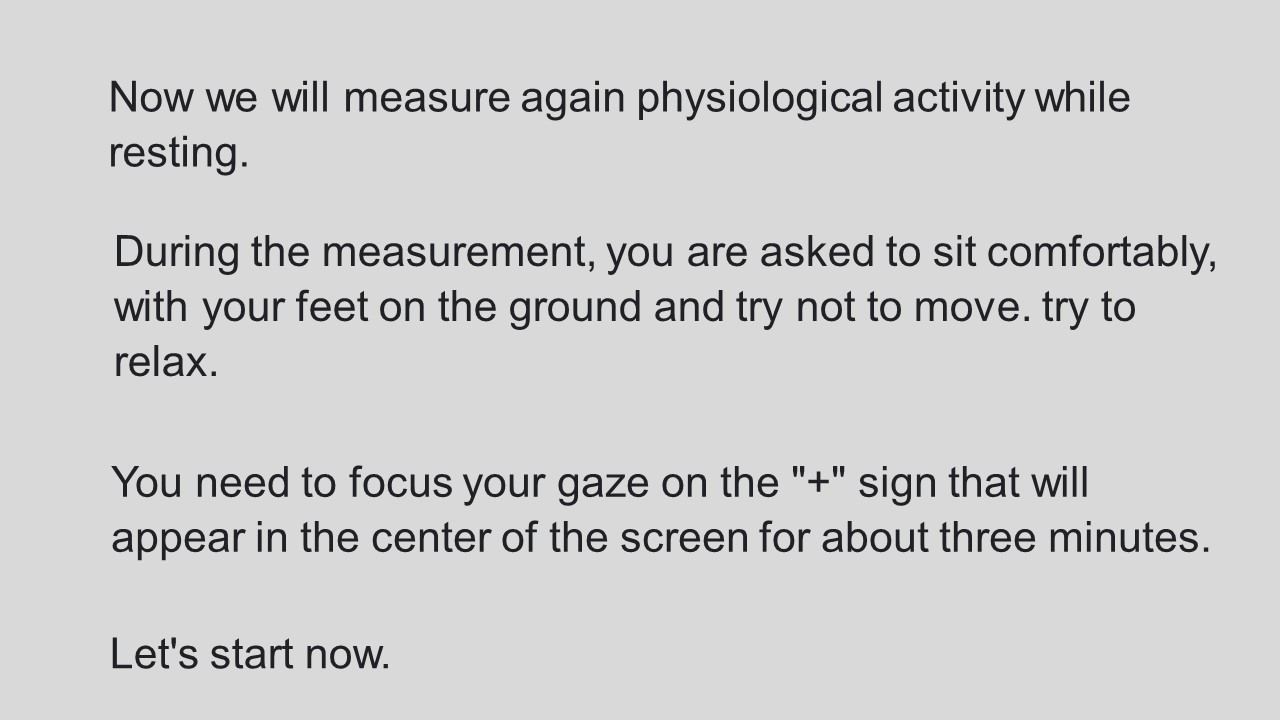 Now we will measure again physiological activity while
resting.
During the measurement, you are asked to sit comfortably,
with your feet on the ground and try not to move. try to
relax.
You need to focus your gaze on the "+" sign that will
appear in the center of the screen for about three minutes.
Let's start now.